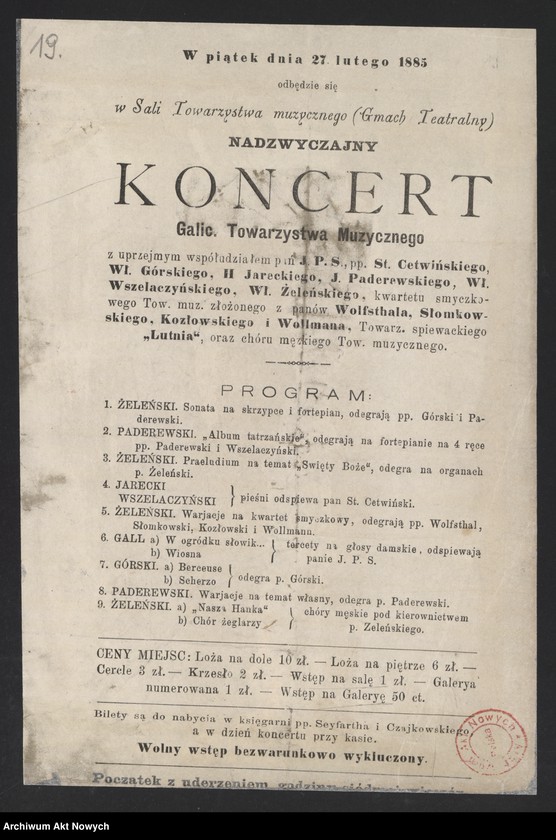 19.
W piątek dnia 27 lutego 1885
odbędzie się
w Sali Towarzystwa muzycznego (Gmach Teatralny)
NADZWYCZAJNY
KONCERT
Galic. Towarzystwa Muzycznego
z uprzejmym współudziałem pań J. P. S., pp. St. Cetwińskiego,
Wł. Górskiego, H Jareckiego, J. Paderewskiego, Wł.
Wszelaczyńskiego, Wł. Żeleńskiego, kwartetu smyczko-
wego Tow. muz. złożonego z panów Wolfsthala, Słomkow-
skiego, Kozłowskiego i Wollmana, Towarz. spiewackiego
„Lutnia“, oraz chóru męzkiego Tow. muzycznego.
PROGRAM:
1. ŻELEŃSKI. Sonata na skrzypce i fortepian, odegrają pp. Górski i Pa-
derewski.
2. PADEREWSKI. „Album tatrzańskie“, odegrają na fortepianie na 4 ręce
pp. Paderewski i Wszelaczyński.
3. ŻELEŃSKI. Praeludium na temat „Swięty Boże“, odegra na organach
p. Żeleński.
4. JARECKI
WSZELACZYŃSKI } pieśni odspiewa pan St. Cetwiński.
5. ŻELEŃSKI. Warjacje na kwartet smyczkowy, odegrają pp. Wolfsthal,
Słomkowski, Kozłowski i Wollmann.
6. GALL a) W ogródku słowik... { tercety na głosy damskie, odspiewają
b) Wiosna panie J. P. S.
7. GÓRSKI. a) Berceuse
b) Scherzo { odegra p. Górski.
8. PADEREWSKI. Warjacje na temat własny, odegra p. Paderewski.
9. ŻELEŃSKI. a) „Nasza Hanka“ } chóry męskie pod kierownictwem
b) Chór żeglarzy p. Zeleńskiego.
CENY MIEJSC: Loża na dole 10 zł. — Loża na piętrze 6 zł. —
Cercle 3 zł. — Krzesło 2 zł. — Wstęp na salę 1 zł. — Galerya
numerowana 1 zł. — Wstęp na Galeryę 50 ct.
Bilety są do nabycia w księgarni pp. Seyfartha i Czajkowskiego,
a w dzień koncertu przy kasie.
Wolny wstęp bezwarunkowo wykluczony.
Początek z uderzeniem godziny
Archiwum Akt Nowych